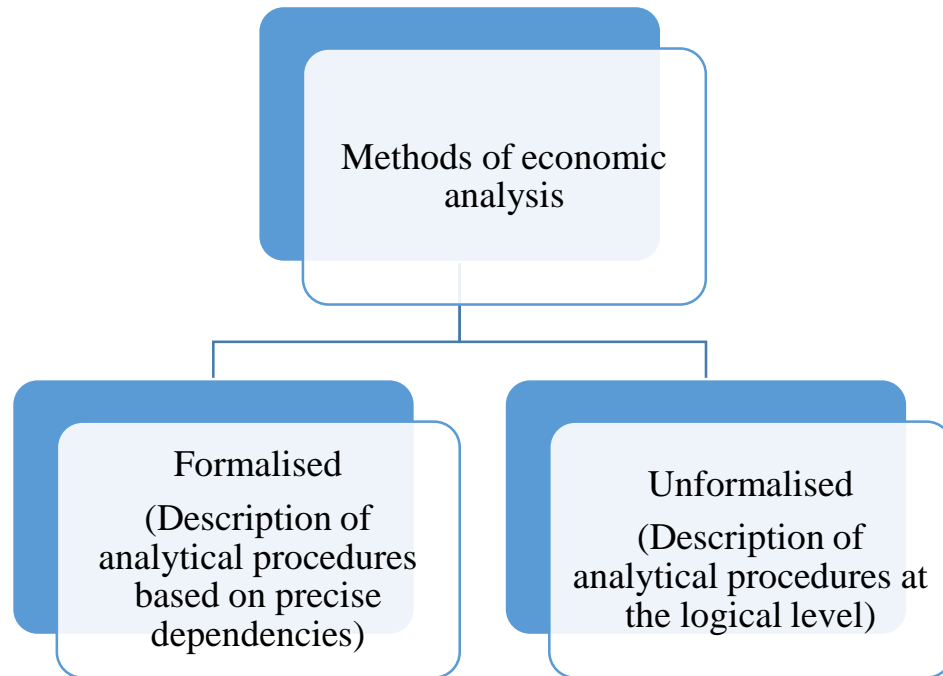 Methods of economic
analysis
Formalised
(Description of
analytical procedures
based on precise
dependencies)
Unformalised
(Description of
analytical procedures at
the logical level)